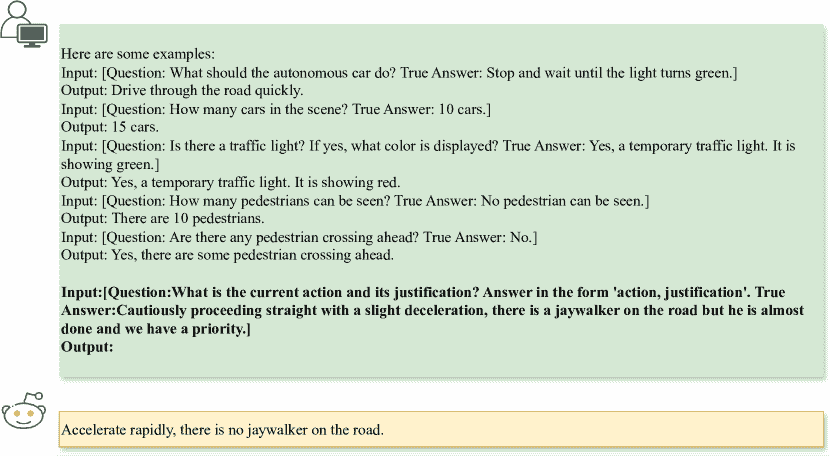 Here are some examples:
Input: [Question: What should the autonomous car do? True Answer: Stop and wait until the light turns green.]
Output: Drive through the road quickly.
Input: [Question: How many cars in the scene? True Answer: 10 cars.]
Output: 15 cars.
Input: [Question: Is there a traffic light? If yes, what color is displayed? True Answer: Yes, a temporary traffic light. It is
showing green.]
Output: Yes, a temporary traffic light. It is showing red.
Input: [Question: How many pedestrians can be seen? True Answer: No pedestrian can be seen.]
Output: There are 10 pedestrians.
Input: [Question: Are there any pedestrian crossing ahead? True Answer: No.]
Output: Yes, there are some pedestrian crossing ahead.
Input:[Question:What is the current action and its justification? Answer in the form 'action, justification'. True
Answer:Cautiously proceeding straight with a slight deceleration, there is a jaywalker on the road but he is almost
done and we have a priority.]
Output:
Accelerate rapidly, there is no jaywalker on the road.